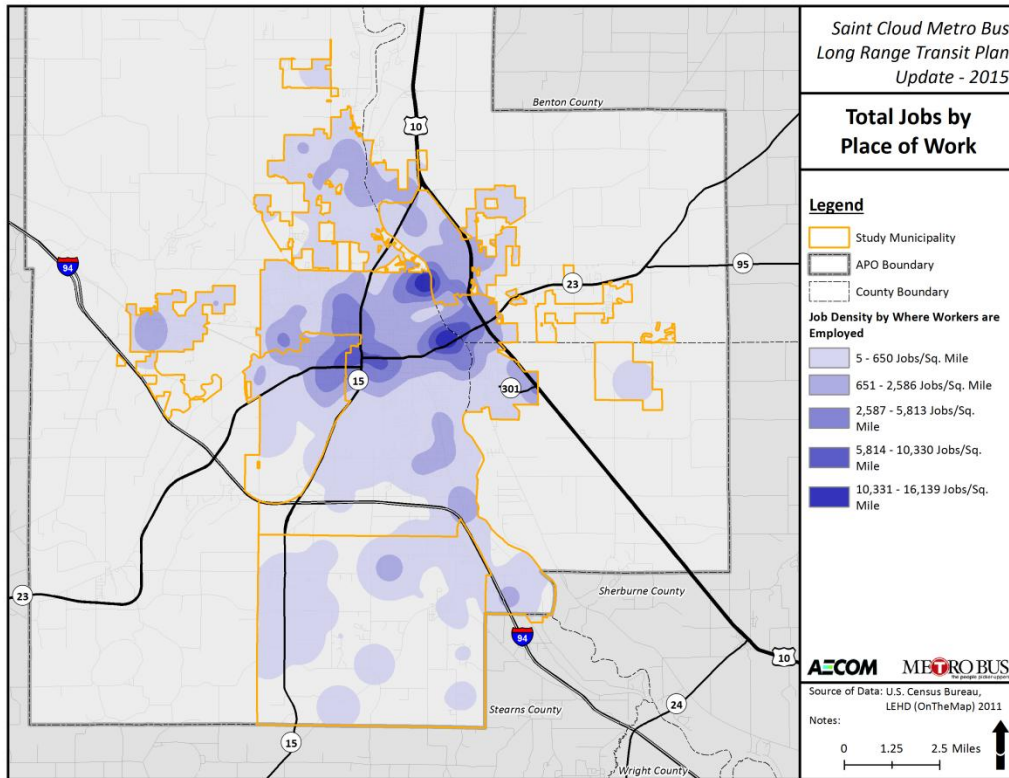 Saint Cloud Metro Bus
Long Range Transit Plan
Update - 2015
Total Jobs by
Place of Work
Legend
Study Municipality
APO Boundary
County Boundary
Job Density by Where Workers are
Employed
5 - 650 Jobs/Sq. Mile
651 - 2,586 Jobs/Sq. Mile
2,587 - 5,813 Jobs/Sq.
Mile
5,814 - 10,330 Jobs/Sq.
Mile
10,331 - 16,139 Jobs/Sq.
Mile
AECOM
METRO BUS
the people picker uppers
Source of Data: U.S. Census Bureau,
LEHD (OnTheMap) 2011
Notes:
0 1.25 2.5 Miles
Benton County
10
94
95
23
15
301
23
Sherburne County
94
10
24
Stearns County
15
Wright County